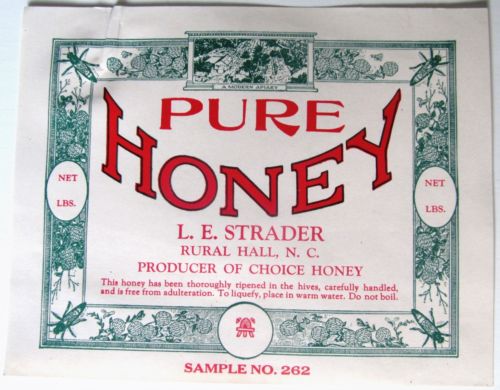 A MODERN APIARY
PURE
HONEY
NET
LBS.
NET
LBS.
L. E. STRADER
RURAL HALL, N. C.
PRODUCER OF CHOICE HONEY
This honey has been thoroughly ripened in the hives, carefully handled,
and is free from adulteration. To liquefy, place in warm water. Do not boil.
SAMPLE NO. 262